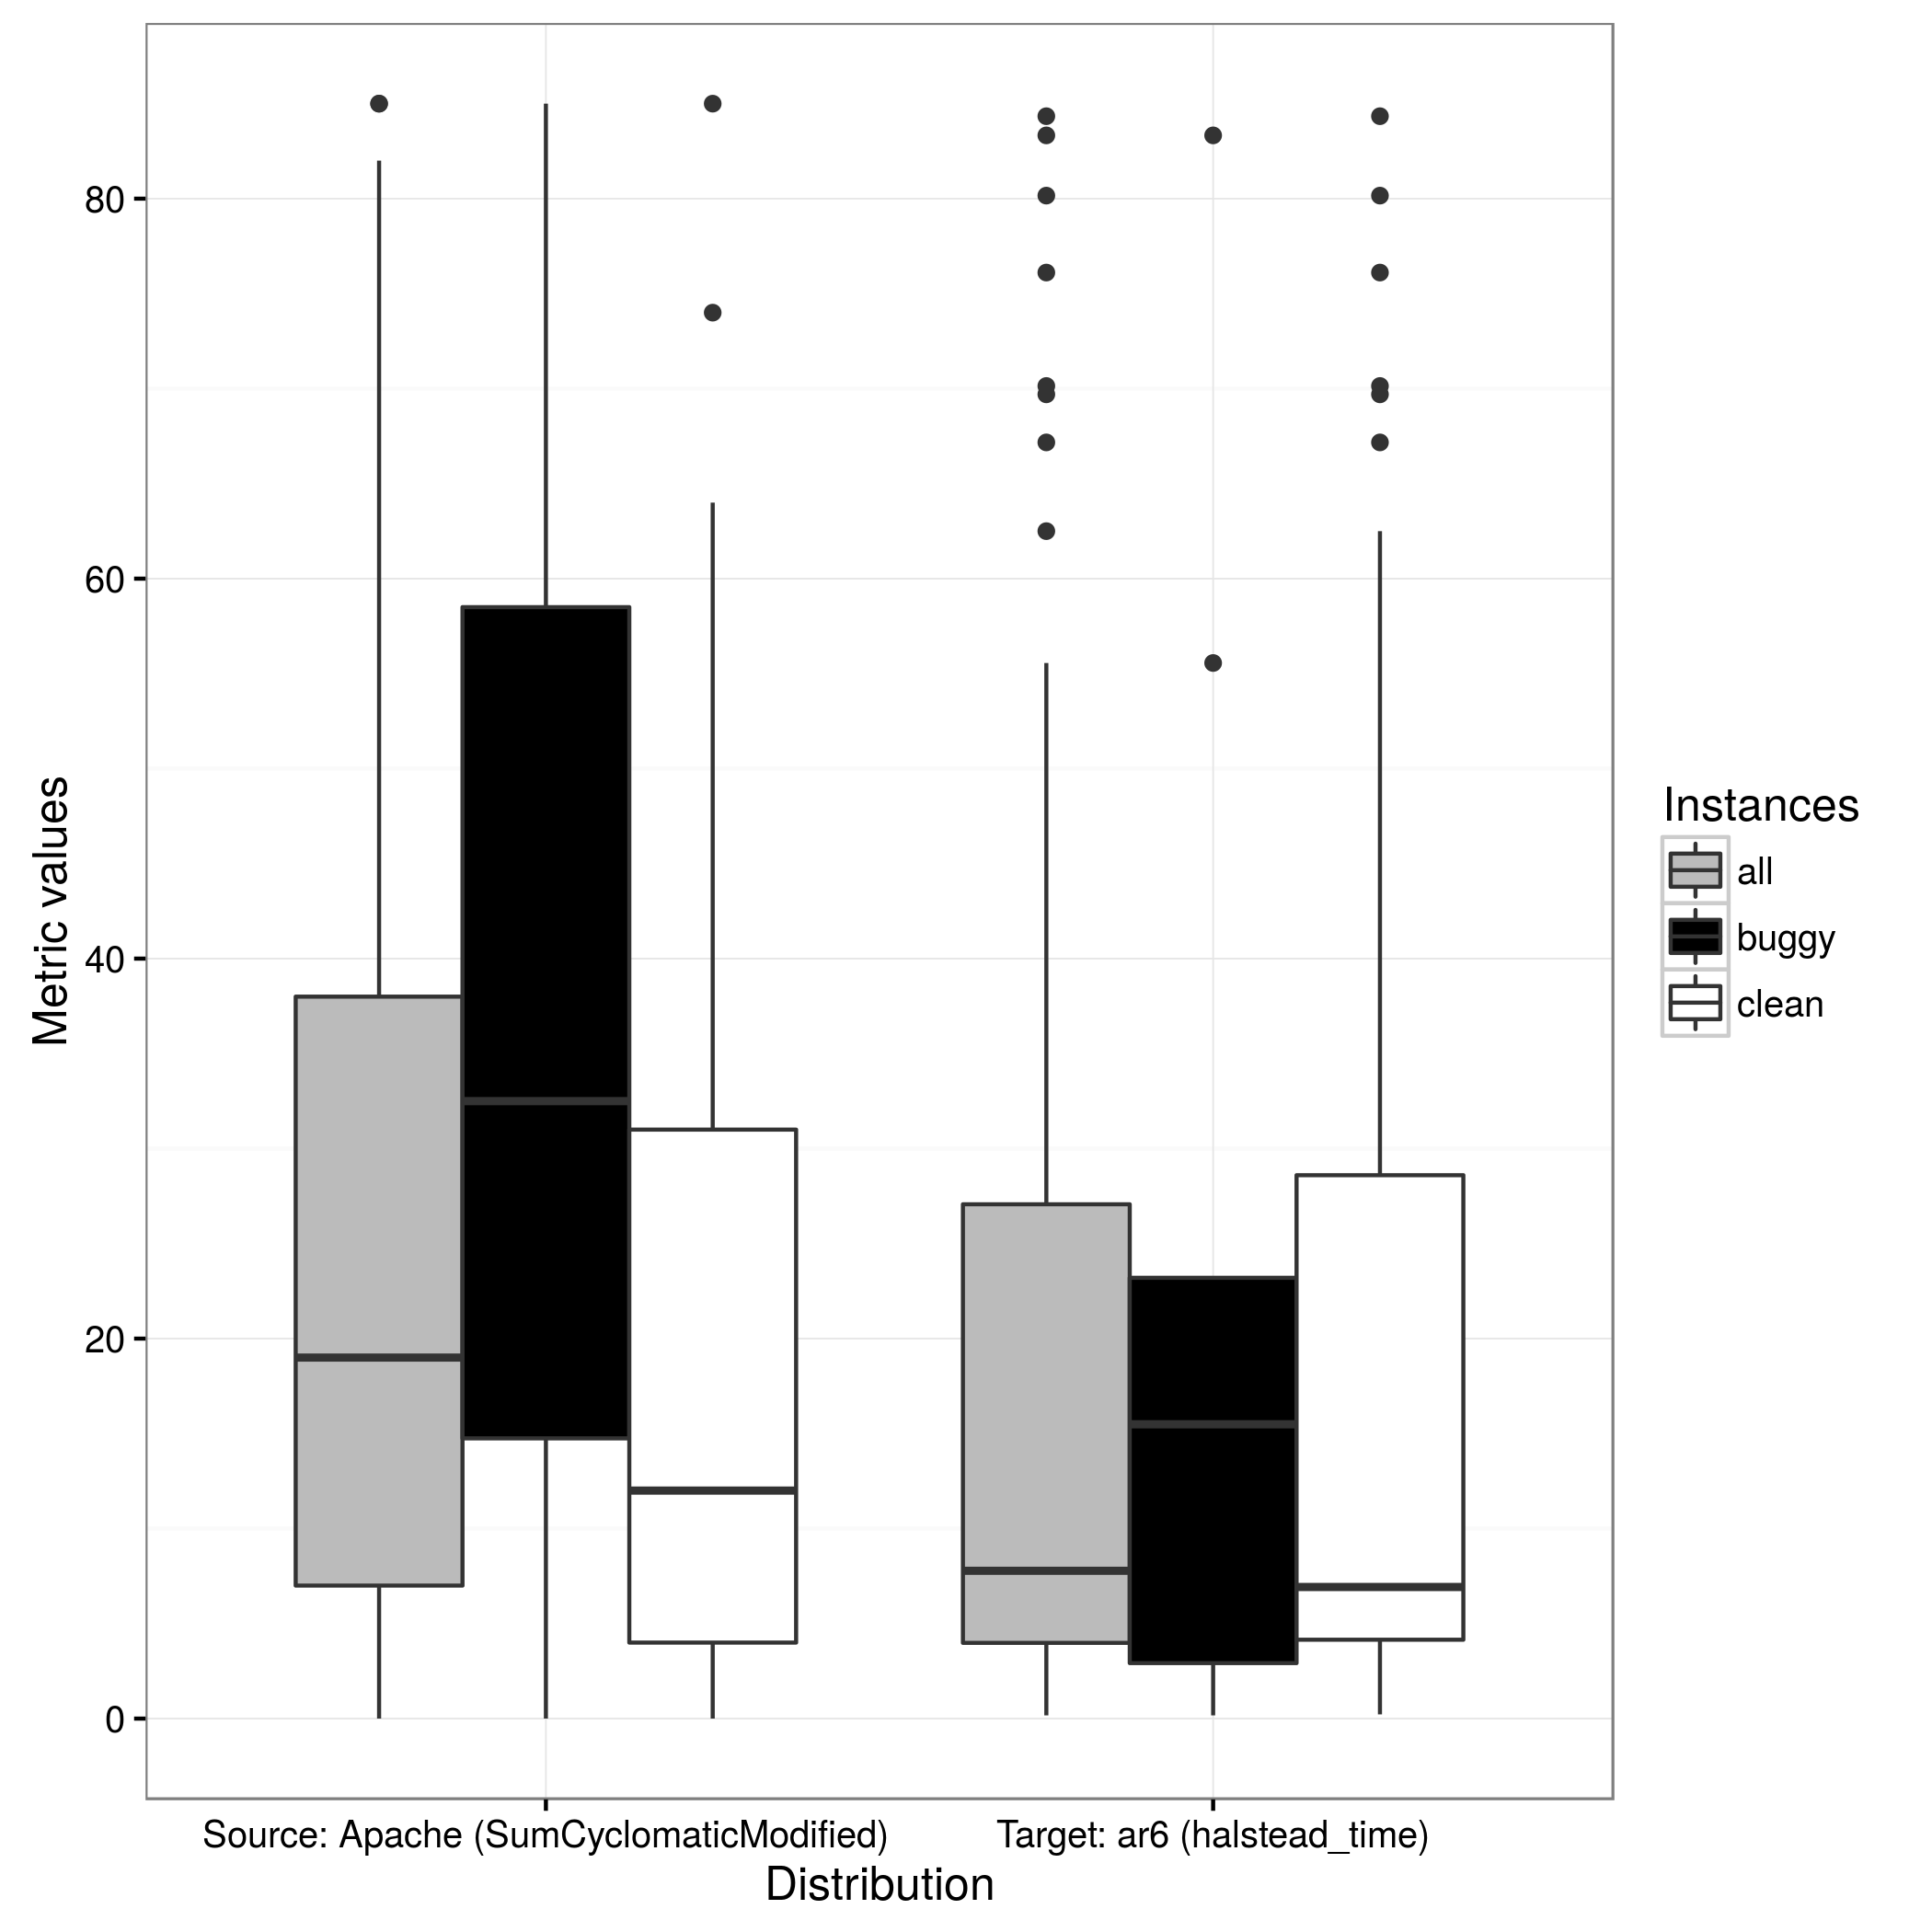 80
60
40
20
0
Metric values
Source: Apache (SumCyclomaticModified)
Target: ar6 (halstead_time)
Distribution
Instances
all
buggy
clean